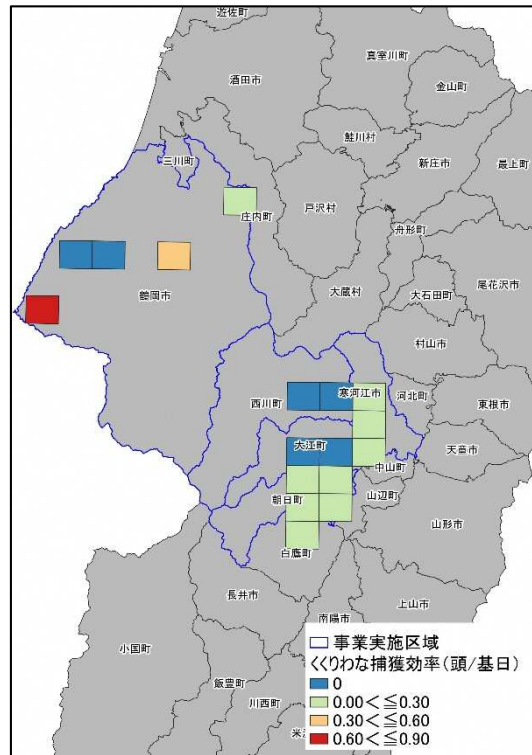 遊佐町
真室川町
酒田市
金山町
鮭川村
三川町
新庄市
最上町
戸沢村
庄内町
舟形町
大蔵村
尾花沢市
鶴岡市
大石田町
村山市
西川町
寒河江市
河北町
東根市
大江町
天童市
中山町
朝日町
山辺町
山形市
白鷹町
長井市
上山市
南陽市
小国町
飯豊町
川西町
米
事業実施区域
くくりわな捕獲効率(頭/基日)
0
0.00<≦0.30
0.30<≦0.60
0.60<≦0.90